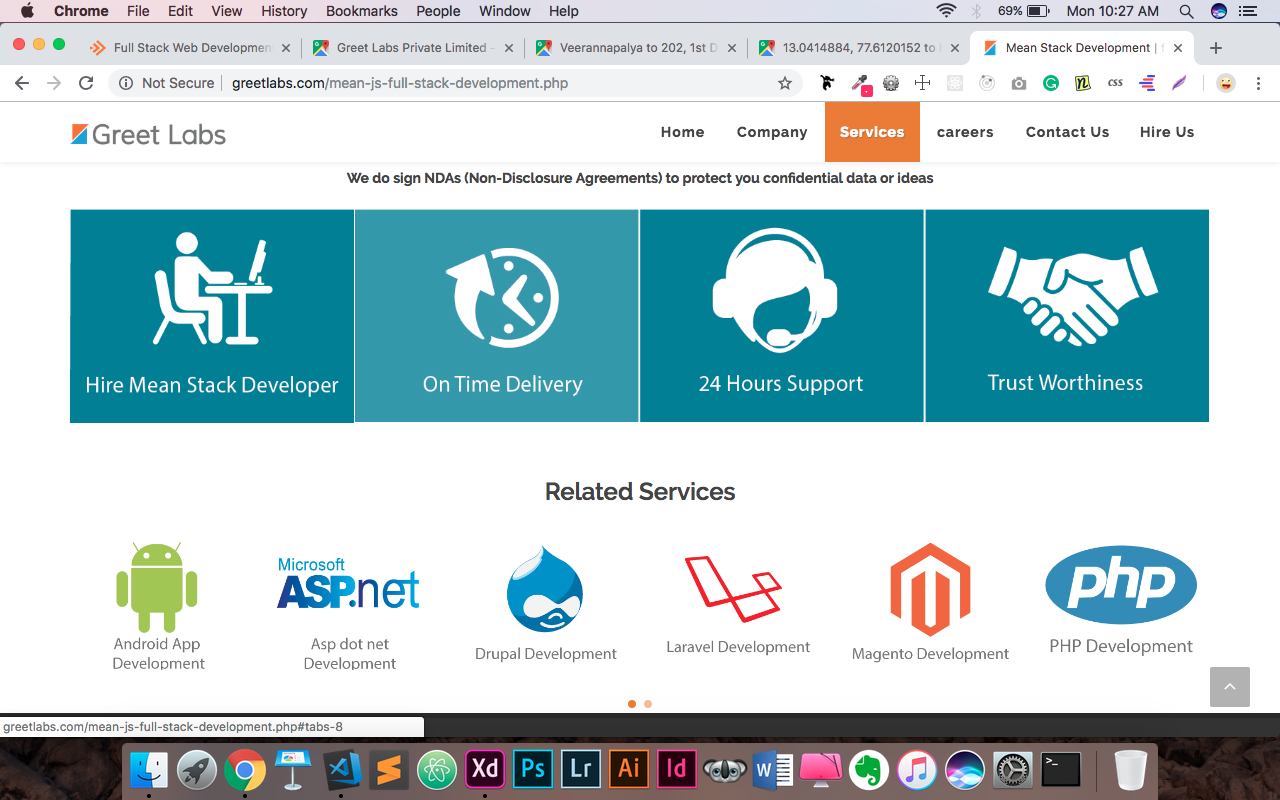 Chrome File Edit View History Bookmarks People Window Help 69% Mon 10:27 AM
Full Stack Web Developmen Greet Labs Private Limited - Veerannapalya to 202, 1st D 13.0414884, 77.6120152 to Mean Stack Development |
Not Secure greetlabs.com/mean-js-full-stack-development.php
css
Greet Labs Home Company Services careers Contact Us Hire Us
We do sign NDAs (Non-Disclosure Agreements) to protect you confidential data or ideas
Hire Mean Stack Developer On Time Delivery 24 Hours Support Trust Worthiness
Related Services
Microsoft
ASP.net
php
Android App
Development
Asp dot net
Development
Drupal Development
Laravel Development
Magento Development
PHP Development
greetlabs.com/mean-js-full-stack-development.php#tabs-8
Xd Ps Lr Ai Id W >_